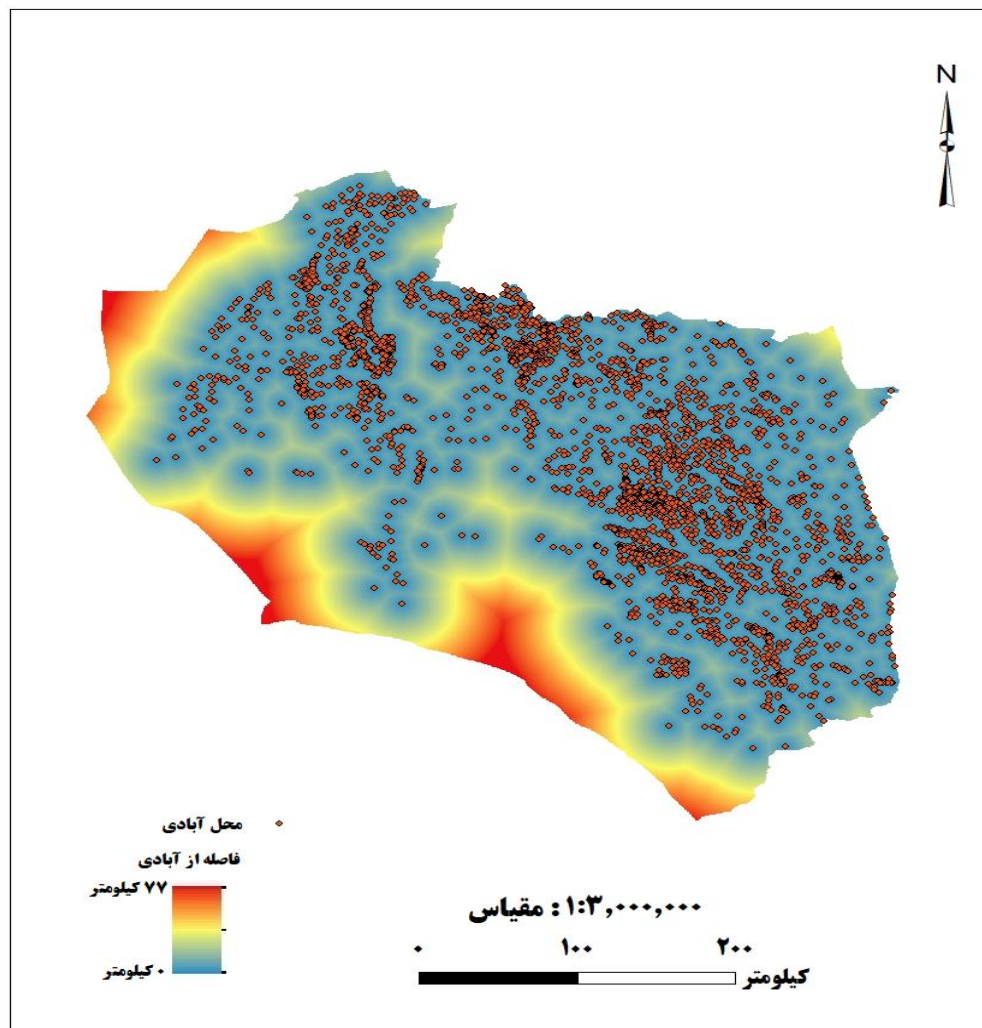 N
محل آبادی
فاصله از آبادی
۷۷ کیلومتر
۰ کیلومتر
مقیاس : ۱:۳,۰۰۰,۰۰۰
۰ ۱۰۰ ۲۰۰
کیلومتر